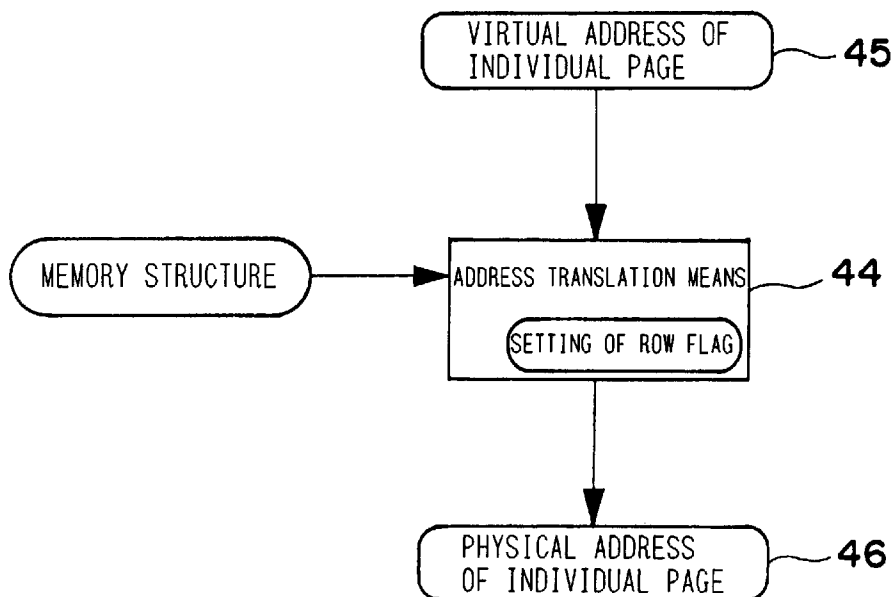 VIRTUAL ADDRESS OF
INDIVIDUAL PAGE
45
MEMORY STRUCTURE
ADDRESS TRANSLATION MEANS
44
SETTING OF ROW FLAG
PHYSICAL ADDRESS
OF INDIVIDUAL PAGE
46